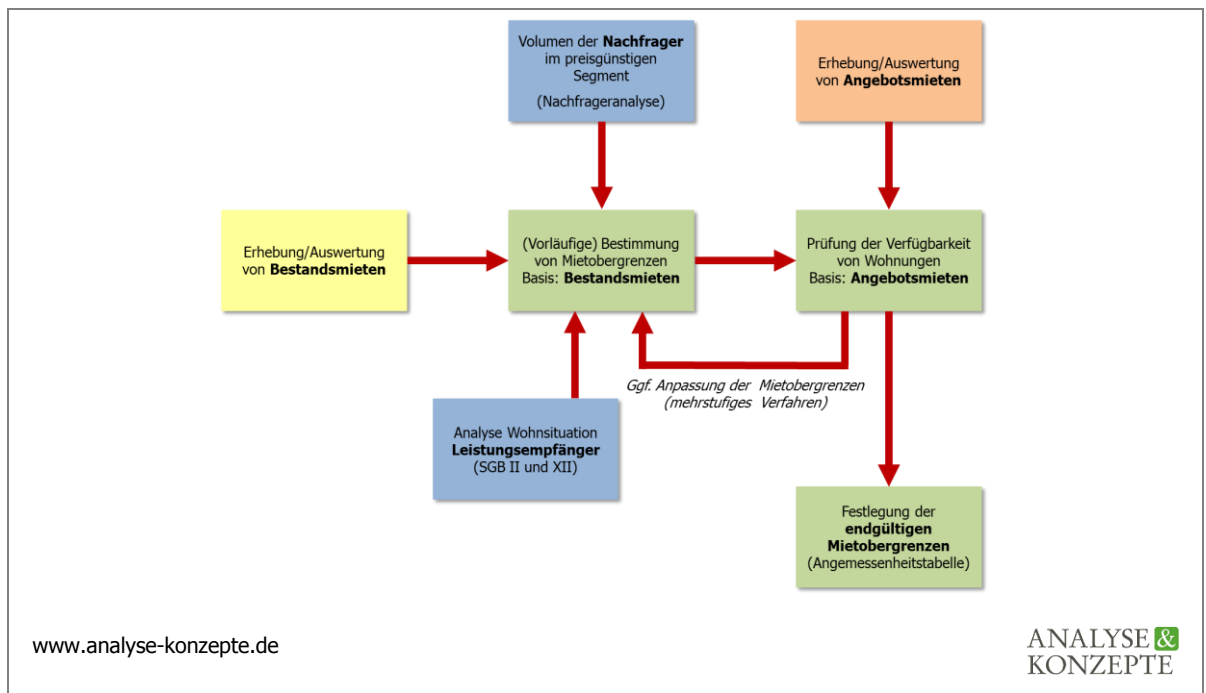 Volumen der Nachfrager
im preisgünstigen
Segment
(Nachfrageranalyse)
Erhebung/Auswertung
von Angebotsmieten
Erhebung/Auswertung
von Bestandsmieten
(Vorläufige) Bestimmung
von Mietobergrenzen
Basis: Bestandsmieten
Prüfung der Verfügbarkeit
von Wohnungen
Basis: Angebotsmieten
Ggf. Anpassung der Mietobergrenzen
(mehrstufiges Verfahren)
Analyse Wohnsituation
Leistungsempfänger
(SGB II und XII)
Festlegung der
endgültigen
Mietobergrenzen
(Angemessenheitstabelle)
www.analyse-konzepte.de
ANALYSE &
KONZEPTE